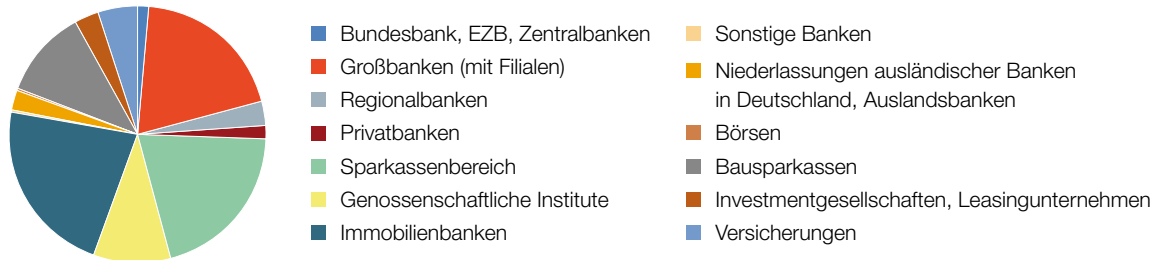 Bundesbank, EZB, Zentralbanken
Großbanken (mit Filialen)
Regionalbanken
Privatbanken
Sparkassenbereich
Genossenschaftliche Institute
Immobilienbanken
Sonstige Banken
Niederlassungen ausländischer Banken
in Deutschland, Auslandsbanken
Börsen
Bausparkassen
Investmentgesellschaften, Leasingunternehmen
Versicherungen